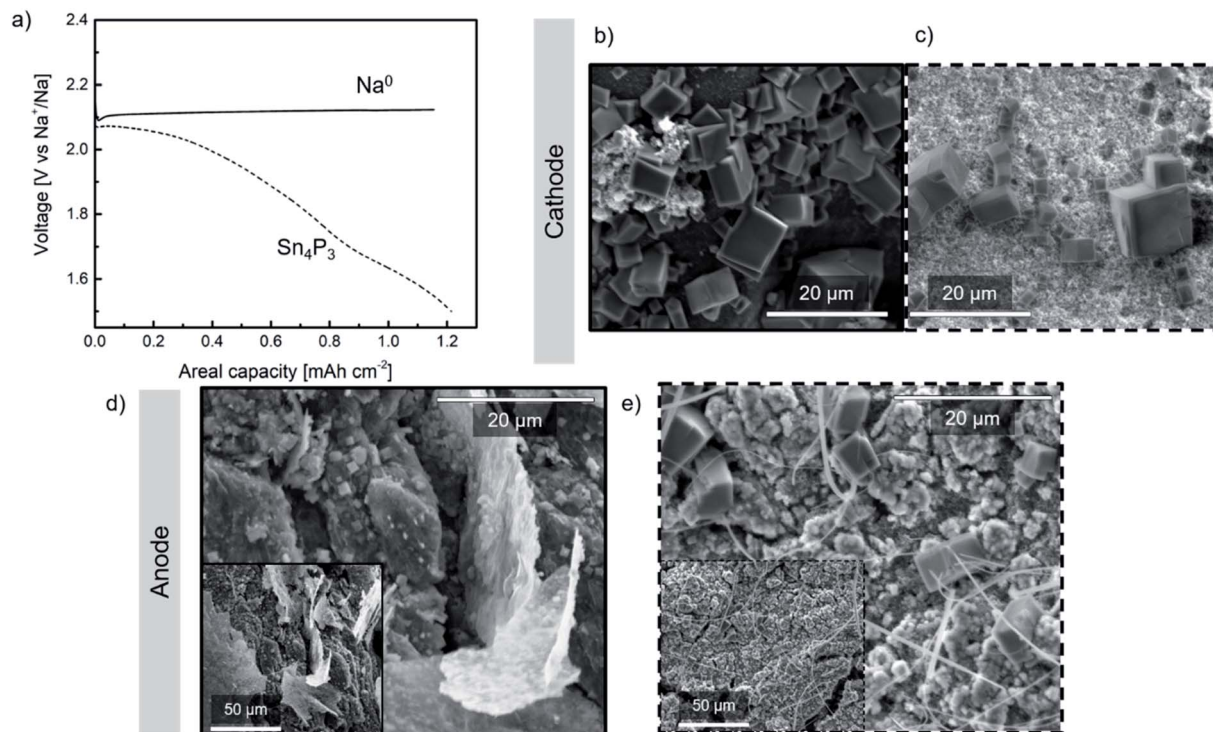 a)
2.4
2.2
2.0
1.8
1.6
Voltage [V vs Na⁺/Na]
Na⁰
Sn₄P₃
0.0 0.2 0.4 0.6 0.8 1.0 1.2
Areal capacity [mAh cm⁻²]
Cathode
b)
20 µm
c)
20 µm
Anode
d)
20 µm
50 µm
e)
20 µm
50 µm